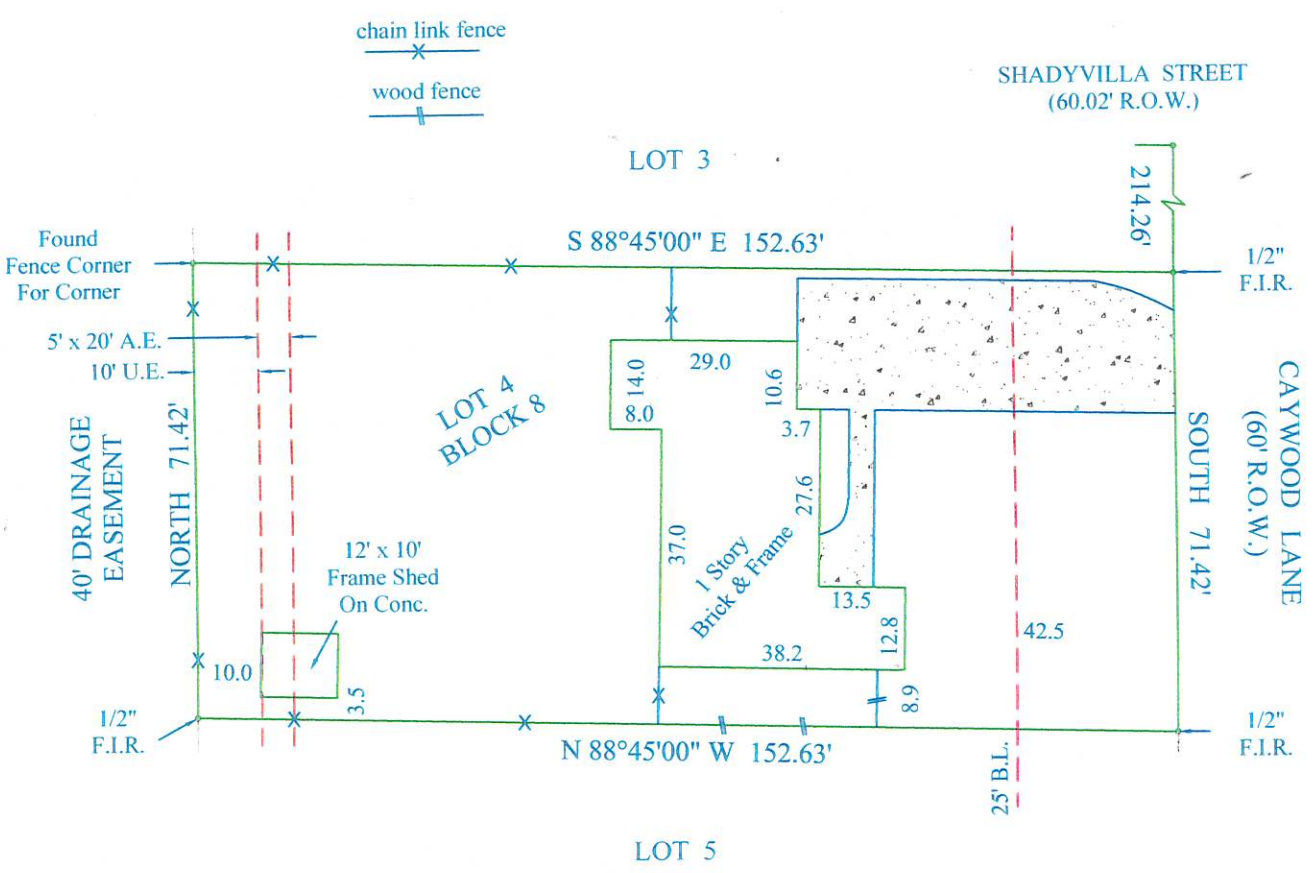 chain link fence
wood fence
SHADYVILLA STREET
(60.02' R.O.W.)
LOT 3
214.26'
Found
Fence Corner
For Corner
S 88°45'00" E 152.63'
1/2"
F.I.R.
5' x 20' A.E.
10' U.E.
LOT 4
BLOCK 8
29.0
14.0
8.0
10.6
3.7
40' DRAINAGE
EASEMENT
NORTH 71.42'
37.0
27.6
1 Story
Brick & Frame
SOUTH 71.42'
CAYWOOD LANE
(60' R.O.W.)
12' x 10'
Frame Shed
On Conc.
13.5
12.8
42.5
38.2
10.0
3.5
8.9
1/2"
F.I.R.
N 88°45'00" W 152.63'
25' B.L.
1/2"
F.I.R.
LOT 5